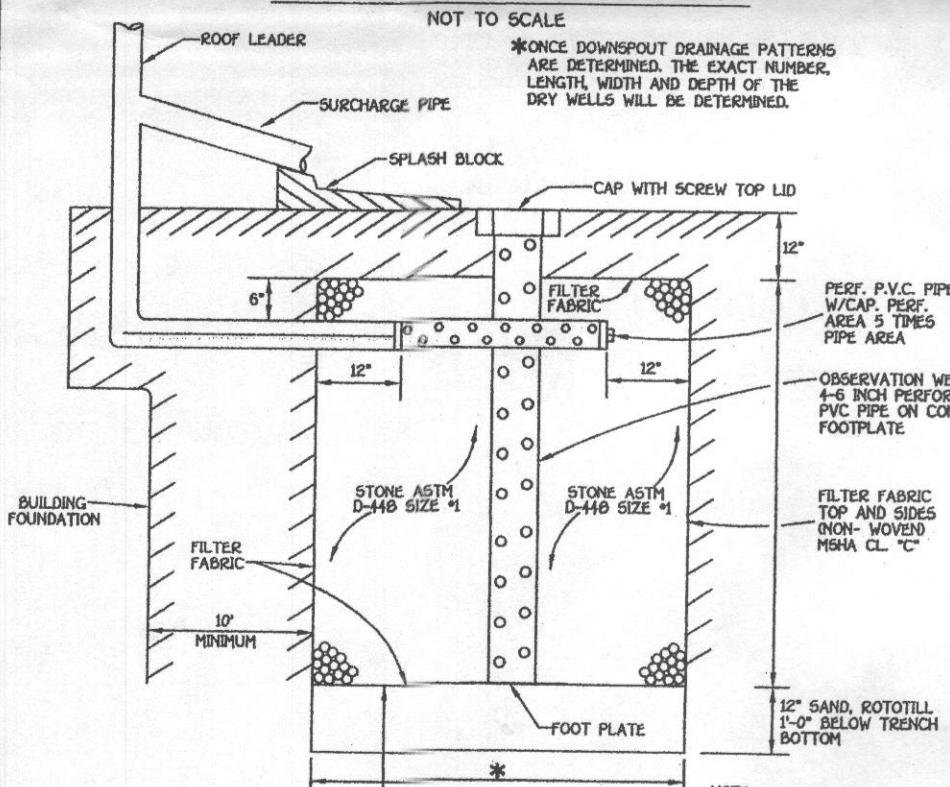 NOT TO SCALE
*ONCE DOWNSPOUT DRAINAGE PATTERNS
ARE DETERMINED, THE EXACT NUMBER,
LENGTH, WIDTH AND DEPTH OF THE
DRY WELLS WILL BE DETERMINED.
ROOF LEADER
SURCHARGE PIPE
SPLASH BLOCK
CAP WITH SCREW TOP LID
12"
6"
FILTER
FABRIC
PERF. P.V.C. PIPE
W/CAP. PERF.
AREA 5 TIMES
PIPE AREA
12"
12"
OBSERVATION WE
4-6 INCH PERFOR
PVC PIPE ON CON
FOOTPLATE
STONE ASTM
D-448 SIZE #1
STONE ASTM
D-448 SIZE #1
BUILDING
FOUNDATION
FILTER FABRIC
TOP AND SIDES
(NON- WOVEN)
MSHA CL. "C"
FILTER
FABRIC
10'
MINIMUM
FOOT PLATE
12" SAND, ROTOTILL
1'-0" BELOW TRENCH
BOTTOM
*